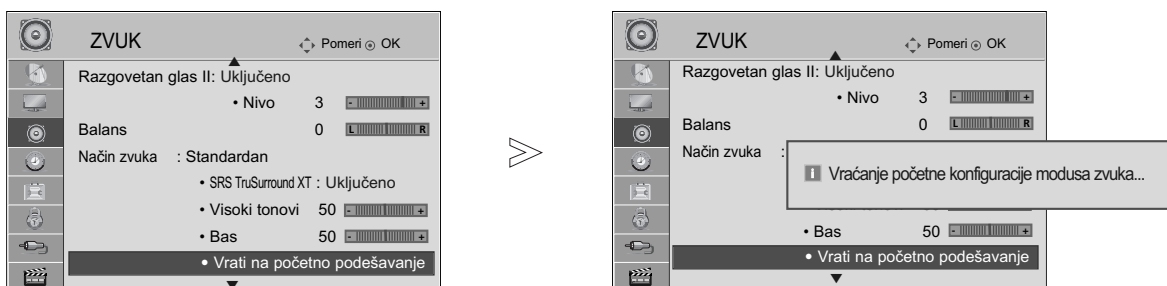 ZVUK
Pomeri OK
Razgovetan glas II: Uključeno
• Nivo 3 - +
Balans 0 L R
Način zvuka : Standardan
• SRS TruSurround XT : Uključeno
• Visoki tonovi 50 - +
• Bas 50 - +
• Vrati na početno podešavanje
ZVUK
Pomeri OK
Razgovetan glas II: Uključeno
• Nivo 3 - +
Balans 0 L R
Način zvuka :
i Vraćanje početne konfiguracije modusa zvuka...
• Bas 50 - +
• Vrati na početno podešavanje